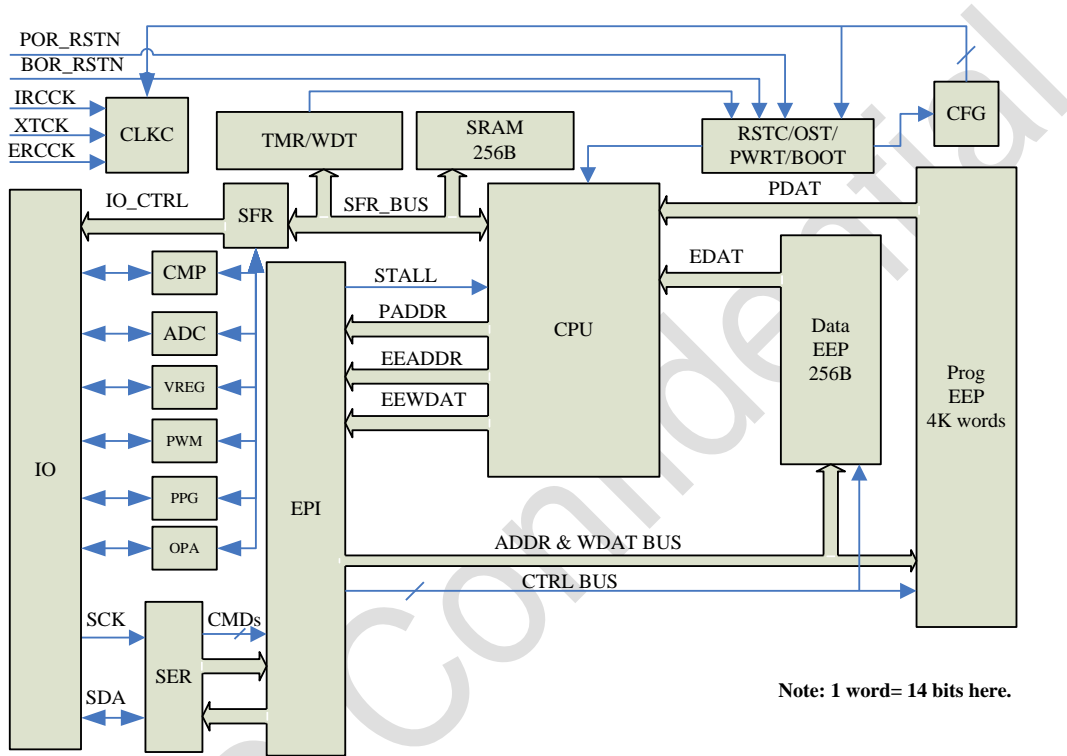 POR_RSTN
BOR_RSTN
IRCCK
XTCK
ERCCK
CLKC
TMR/WDT
SRAM
256B
RSTC/OST/
PWRT/BOOT
CFG
IO_CTRL
SFR
SFR_BUS
PDAT
EDAT
CMP
ADC
VREG
PWM
PPG
OPA
IO
STALL
PADDR
EEADDR
EEWDAT
EPI
CPU
Data
EEP
256B
Prog
EEP
4K words
ADDR & WDAT BUS
CTRL BUS
SCK
CMDs
SER
SDA
Note: 1 word= 14 bits here.
Confidential